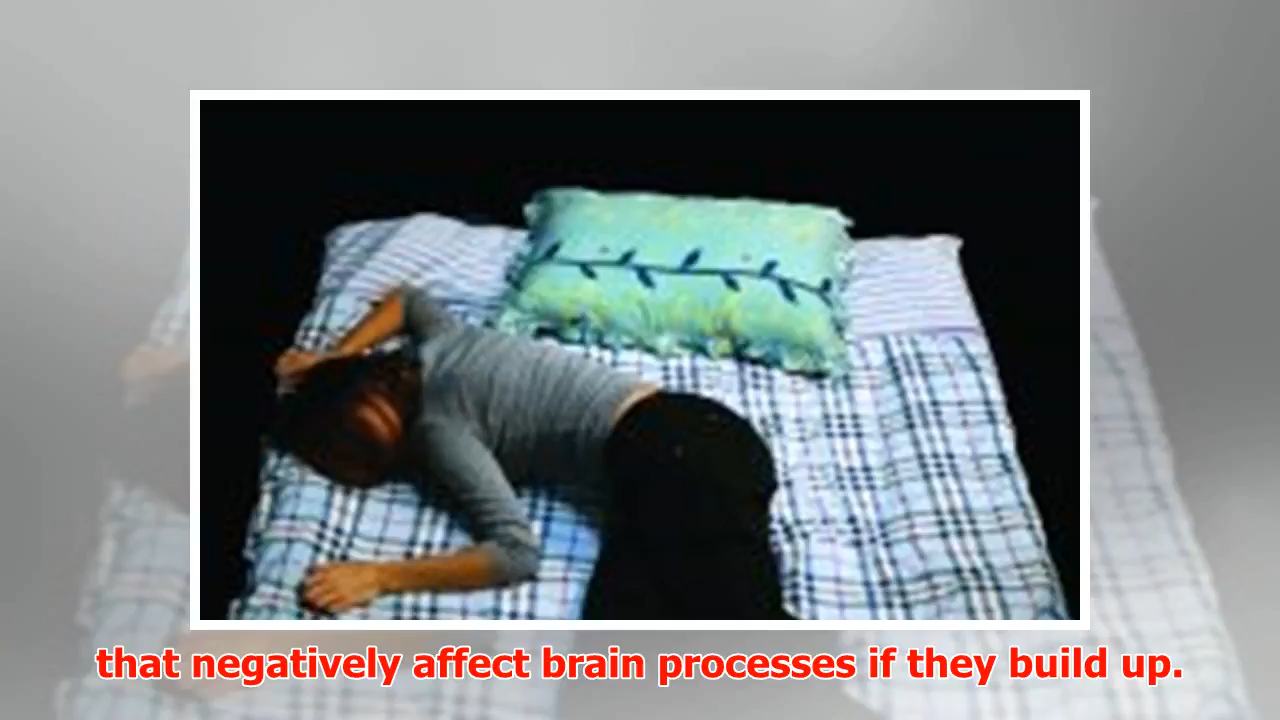 that negatively affect brain processes if they build up.